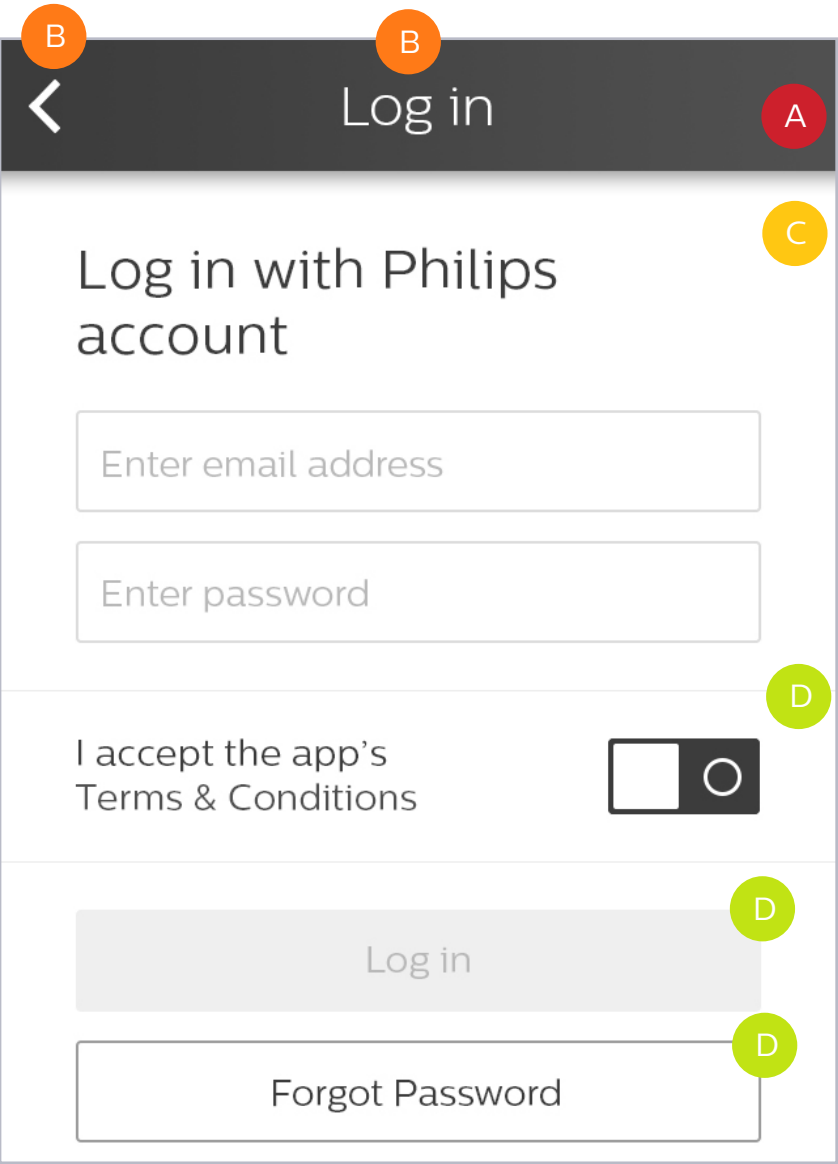 B
B
Log in
A
C
Log in with Philips
account
Enter email address
Enter password
D
I accept the app’s
Terms & Conditions
D
Log in
D
Forgot Password